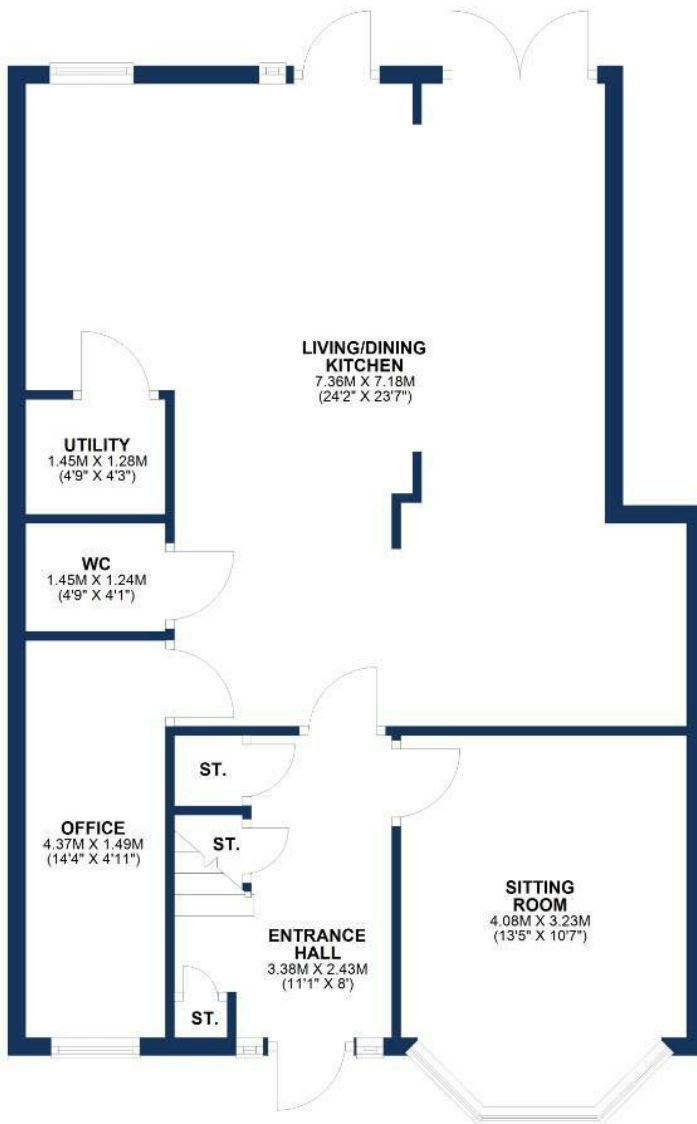 LIVING/DINING
KITCHEN
7.36M X 7.18M
(24'2" X 23'7")
UTILITY
1.45M X 1.28M
(4'9" X 4'3")
WC
1.45M X 1.24M
(4'9" X 4'1")
ST.
OFFICE
4.37M X 1.49M
(14'4" X 4'11")
ST.
SITTING
ROOM
4.08M X 3.23M
(13'5" X 10'7")
ENTRANCE
HALL
3.38M X 2.43M
(11'1" X 8')
ST.